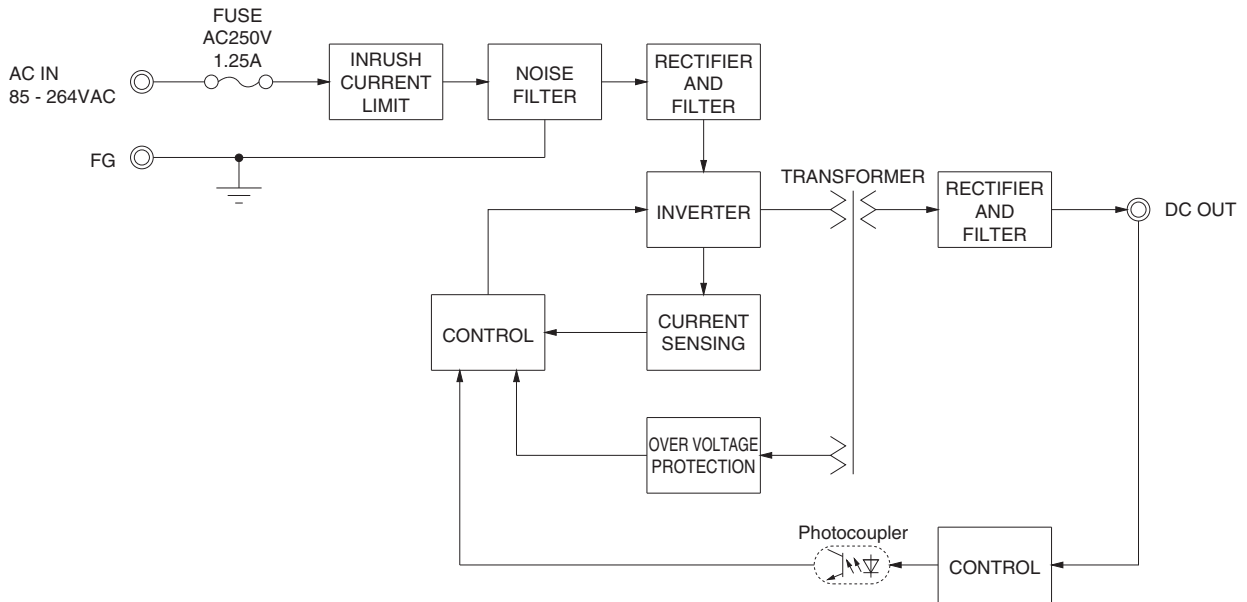 FUSE
AC250V
1.25A
AC IN
85 - 264VAC
INRUSH
CURRENT
LIMIT
NOISE
FILTER
RECTIFIER
AND
FILTER
FG
TRANSFORMER
INVERTER
RECTIFIER
AND
FILTER
DC OUT
CONTROL
CURRENT
SENSING
OVER VOLTAGE
PROTECTION
Photocoupler
CONTROL